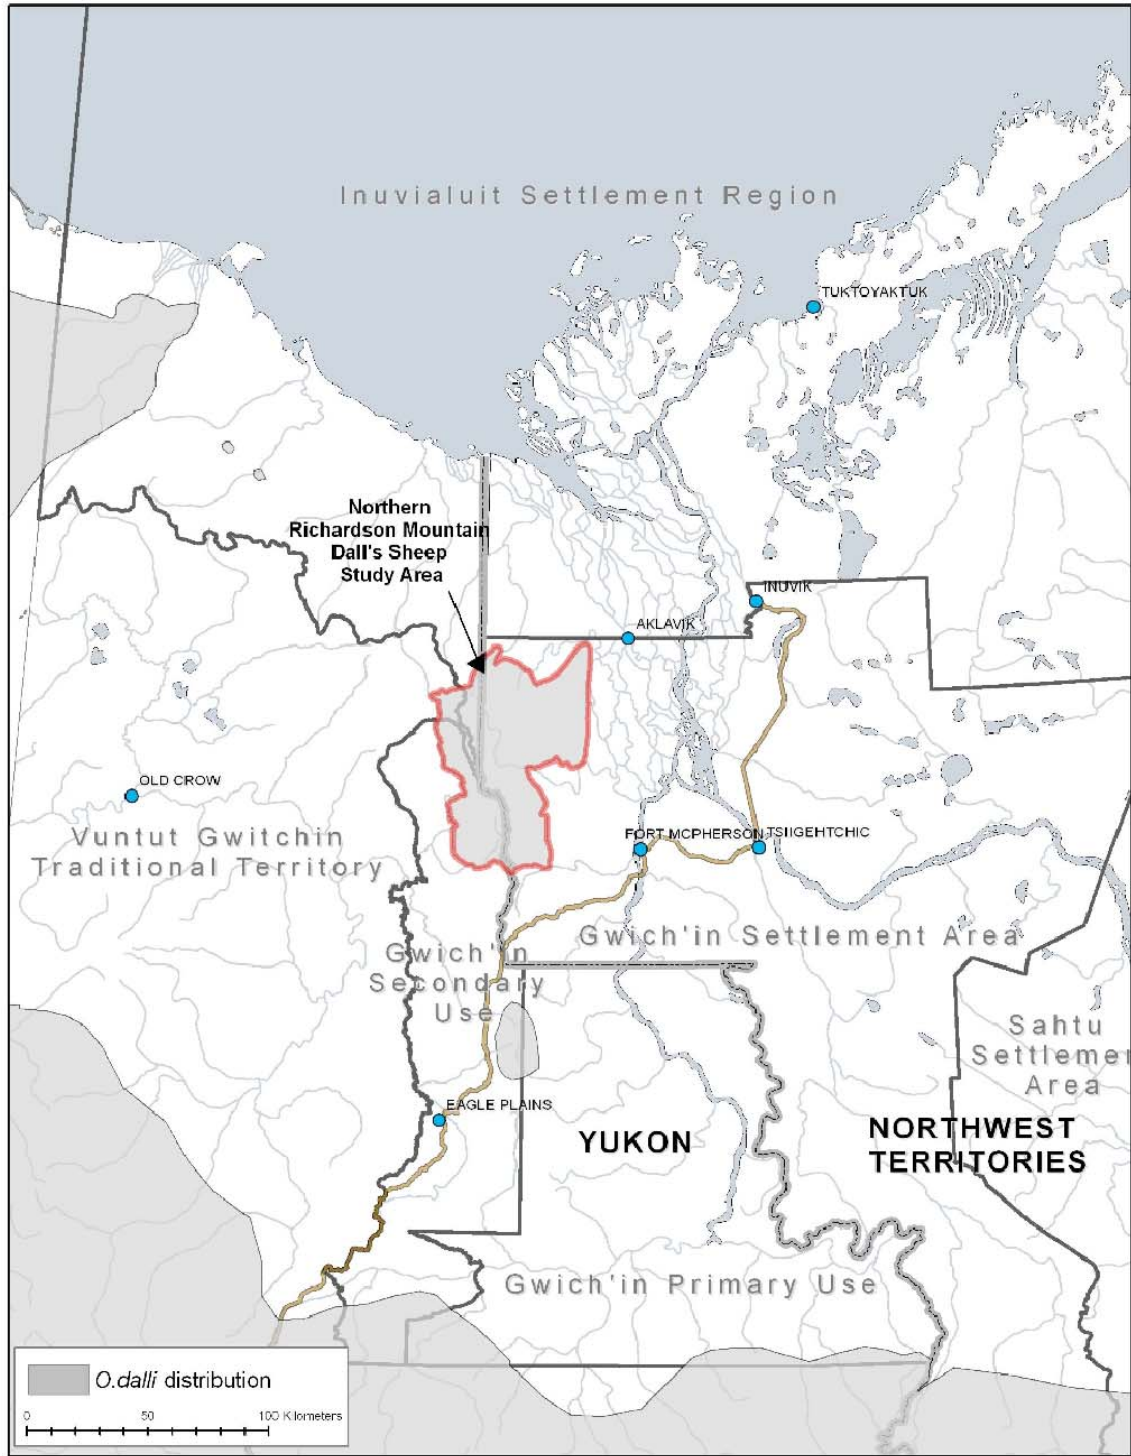 Inuvialuit Settlement Region
TUKTOYAKTUK
Northern
Richardson Mountain
Dall's Sheep
Study Area
INUVIK
AKLAVIK
OLD CROW
Vuntut Gwitchin
Traditional Territory
FORT MCPHERSON
TSIIGEHTCHIC
Gwich'in Settlement Area
Gwich'in
Secondary
Use
Sahtu
Settlemen
Area
EAGLE PLAINS
YUKON
NORTHWEST
TERRITORIES
Gwich'in Primary Use
O.dalli distribution
0 50 100 Kilometers